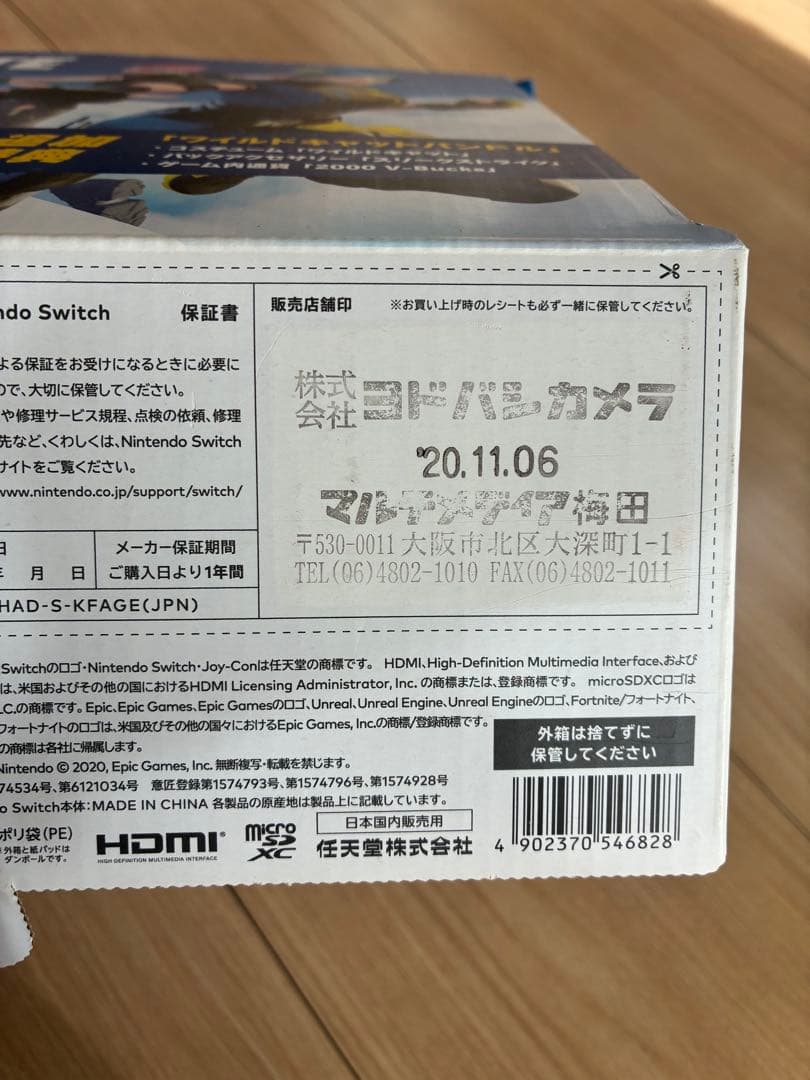 「ワイルドキャットバンドル」
・バックアクセサリー「スリークストライク」
ゲーム内通貨「2000 V-Bucks」
ndo Switch 保証書
よる保証をお受けになるときに必要に
ので、大切に保管してください。
や修理サービス規程、点検の依頼、修理
先など、くわしくは、Nintendo Switch
サイトをご覧ください。
www.nintendo.co.jp/support/switch/
日 メーカー保証期間
年 月 日 ご購入日より1年間
HAD-S-KFAGE(JPN)
販売店舗印 ※お買い上げ時のレシートも必ず一緒に保管してください。
株式会社ヨドバシカメラ
'20.11.06
マルチメディア梅田
〒530-0011 大阪市北区大深町1-1
TEL(06)4802-1010 FAX(06)4802-1011
Switchのロゴ・Nintendo Switch・Joy-Conは任天堂の商標です。 HDMI、High-Definition Multimedia Interface、および
は、米国およびその他の国におけるHDMI Licensing Administrator, Inc. の商標または、登録商標です。 microSDXCロゴは
LCの商標です。Epic、Epic Games、Epic Gamesのロゴ、Unreal、Unreal Engine、Unreal Engineのロゴ、Fortnite/フォートナイト、
フォートナイトのロゴは、米国及びその他の国々におけるEpic Games, Inc.の商標/登録商標です。
の商標は各社に帰属します。
Nintendo © 2020, Epic Games, Inc. 無断複写・転載を禁じます。
74534号、第6121034号 意匠登録第1574793号、第1574796号、第1574928号
o Switch本体：MADE IN CHINA 各製品の原産地は製品上に記載しています。
外箱は捨てずに
保管してください
ポリ袋(PE)
※外箱と紙パッドは
ダンボールです。
HDMI
HIGH DEFINITION MULTIMEDIA INTERFACE
micro SD XC
日本国内販売用
任天堂株式会社
4 902370 546828